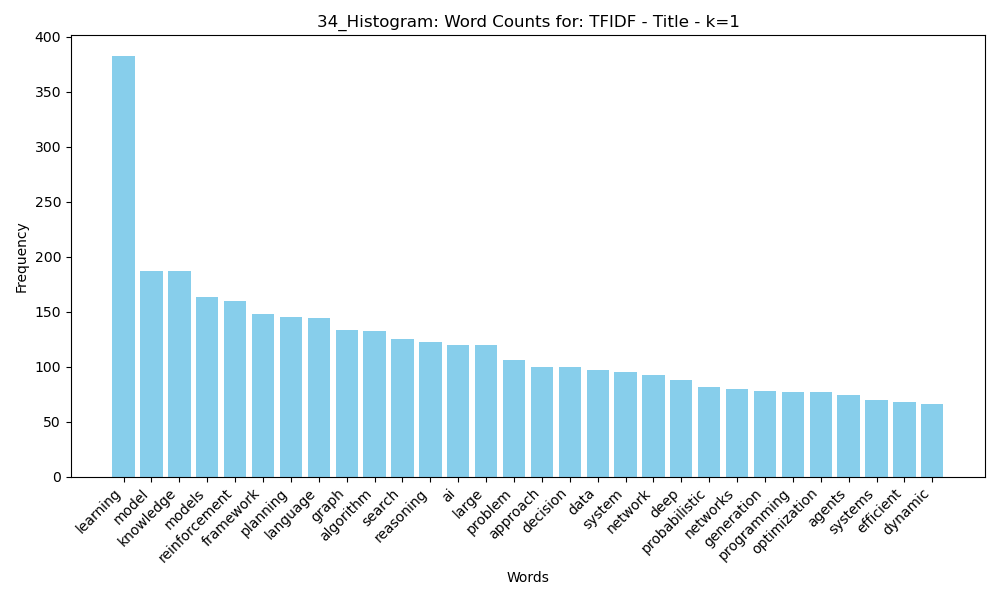 34_Histogram: Word Counts for: TFIDF - Title - k=1
400
350
300
250
200
150
100
50
0
Frequency
learning
model
knowledge
models
reinforcement
framework
planning
language
graph
algorithm
search
reasoning
ai
large
problem
approach
decision
data
system
network
deep
probabilistic
networks
generation
programming
optimization
agents
systems
efficient
dynamic
Words